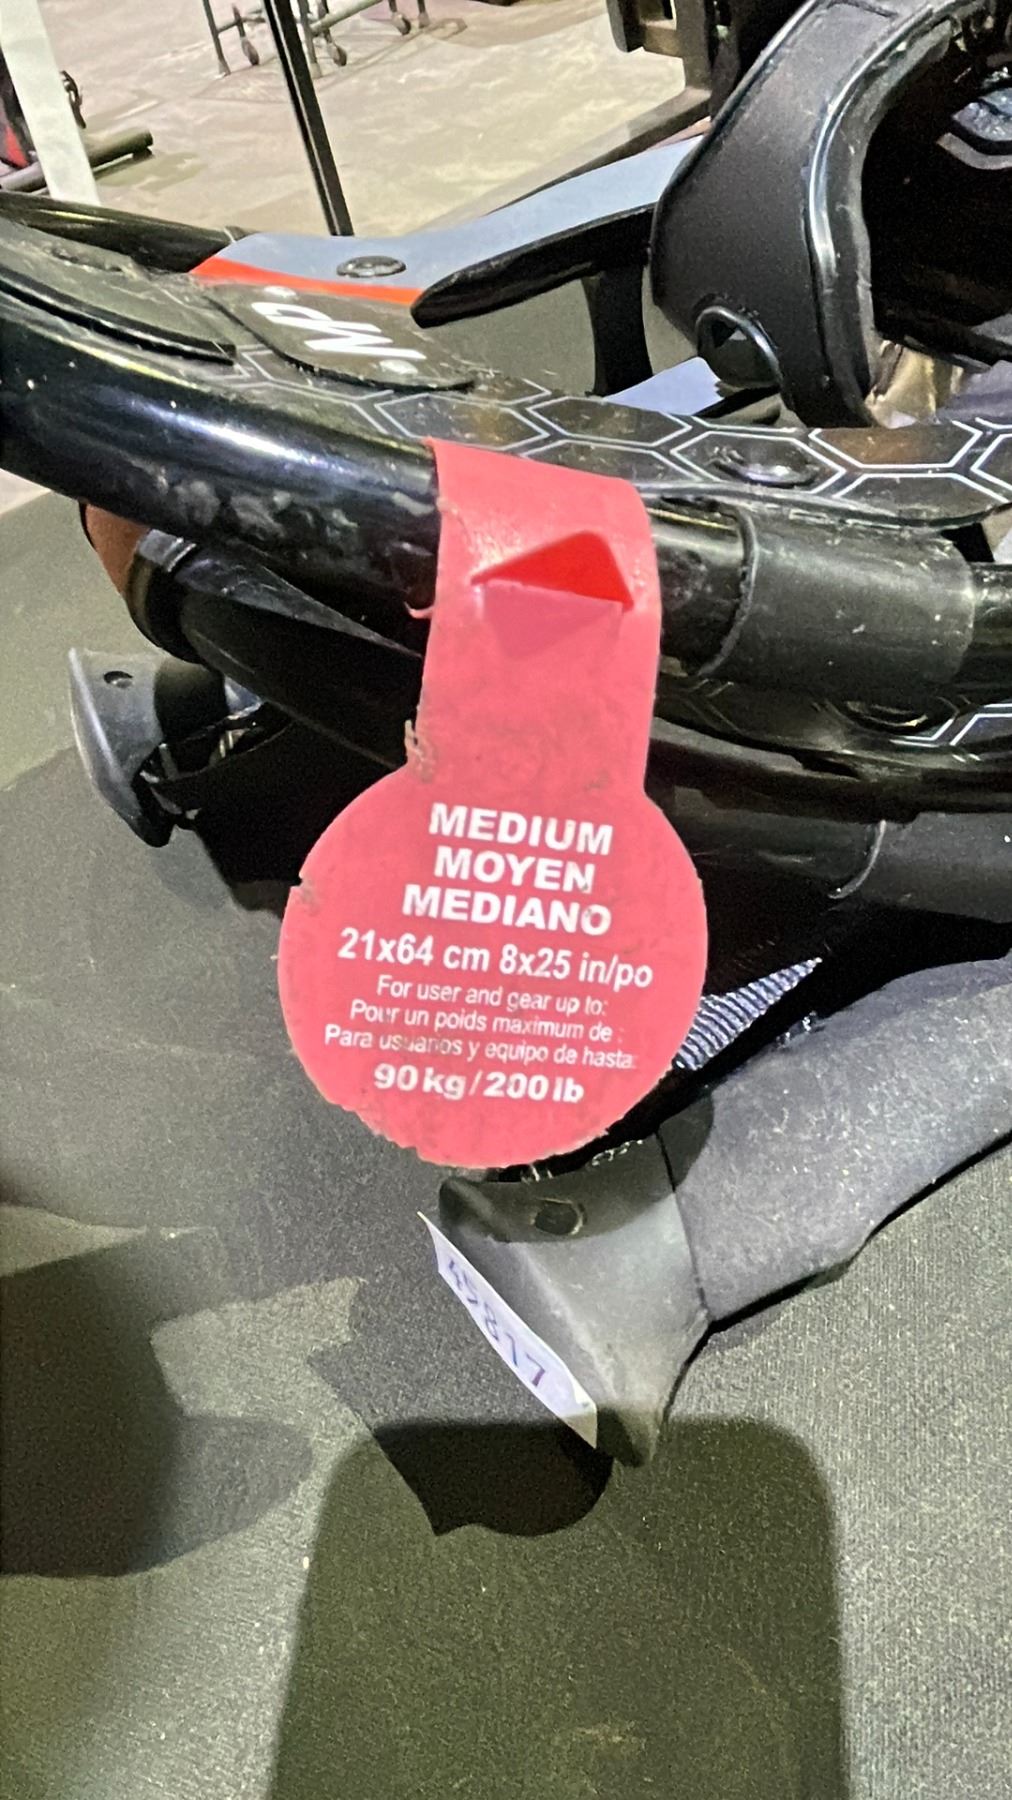 MEDIUM
MOYEN
MEDIANO
21x64 cm 8x25 in/po
For user and gear up to:
Pour un poids maximum de :
Para usuarios y equipo de hasta:
90 kg / 200 lb
45817